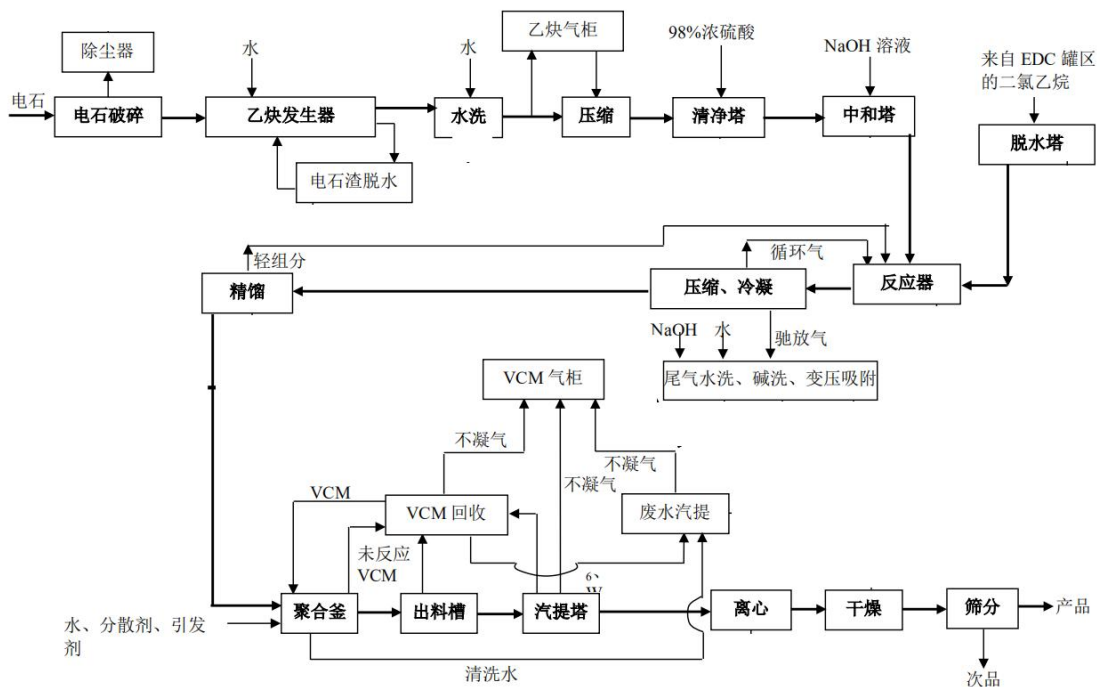 除尘器
水
水
乙炔气柜
98%浓硫酸
NaOH 溶液
来自 EDC 罐区
的二氯乙烷
电石
电石破碎
乙炔发生器
水洗
压缩
清净塔
中和塔
脱水塔
电石渣脱水
轻组分
循环气
精馏
压缩、冷凝
反应器
NaOH
水
驰放气
尾气水洗、碱洗、变压吸附
VCM 气柜
不凝气
不凝气
不凝气
VCM
VCM 回收
废水汽提
未反应
VCM
6、
W
聚合釜
出料槽
汽提塔
离心
干燥
筛分
产品
水、分散剂、引发
剂
清洗水
次品